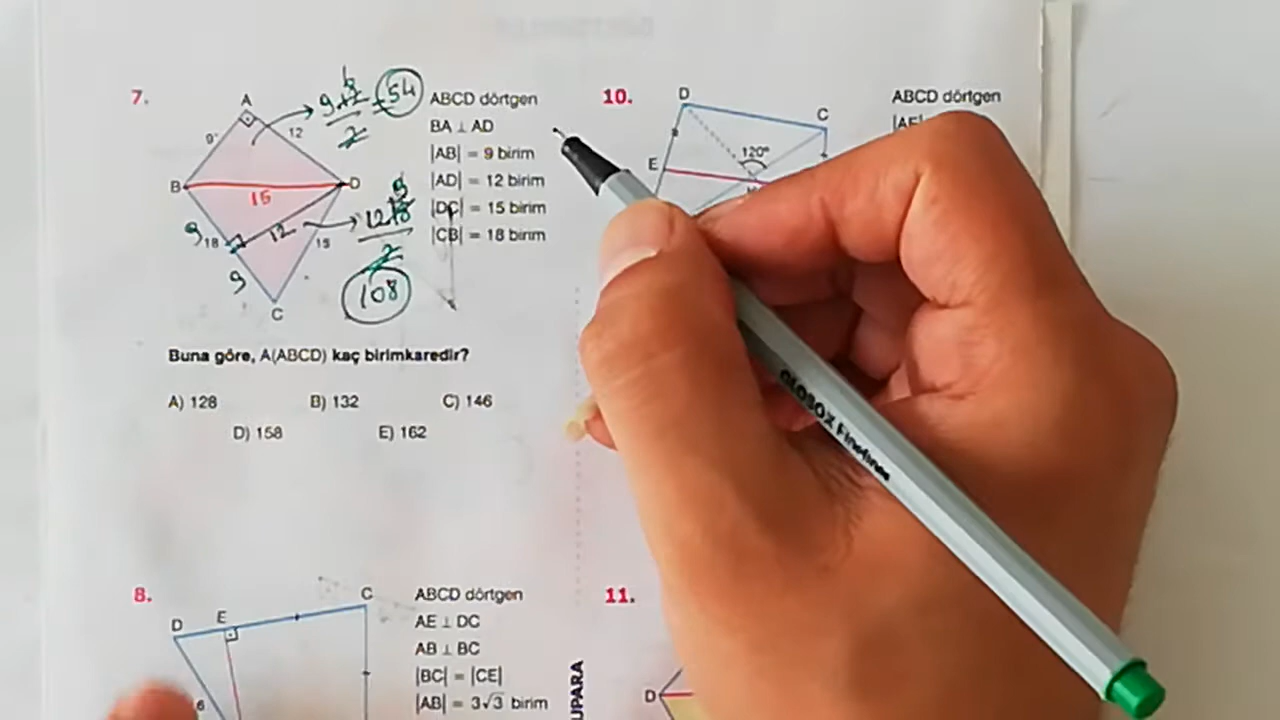 7.
A
9
12
B
D
15
9
18
12
15
9
C
9.12 = 54
2
12.18
2
108
ABCD dörtgen
BA ⊥ AD
|AB| = 9 birim
|AD| = 12 birim
|DC| = 15 birim
|CB| = 18 birim
Buna göre, A(ABCD) kaç birimkaredir?
A) 128 B) 132 C) 146
D) 158 E) 162
8.
C
D E
6
ABCD dörtgen
AE ⊥ DC
AB ⊥ BC
|BC| = |CE|
|AB| = 3√3 birim
10.
D
C
E
120°
ABCD dörtgen
11.
D
UPARA
GLOBOX Fineliner